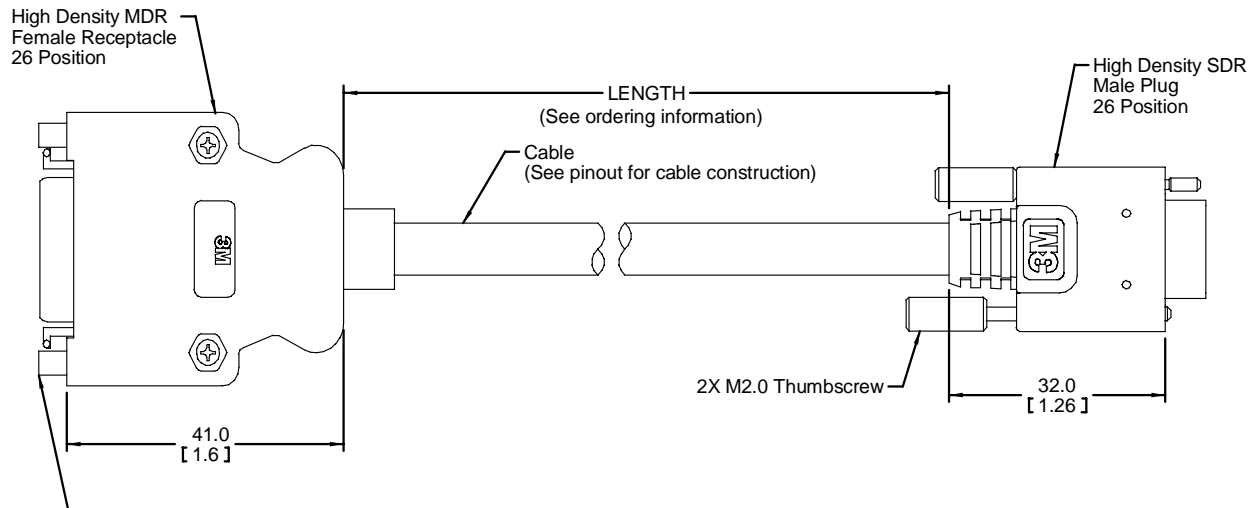 High Density MDR
Female Receptacle
26 Position
High Density SDR
Male Plug
26 Position
LENGTH
(See ordering information)
Cable
(See pinout for cable construction)
3M
3M
2X M2.0 Thumbscrew
32.0
[1.26]
41.0
[1.6]